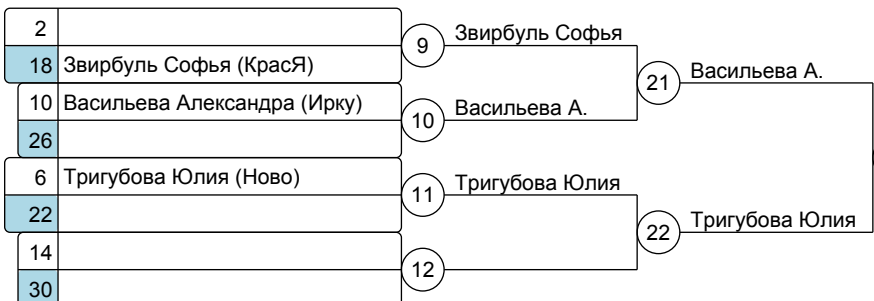 2
18 Звирбуль Софья (КрасЯ)
10 Васильева Александра (Ирку)
26
6 Тригубова Юлия (Ново)
22
14
30
9 Звирбуль Софья
10 Васильева А.
11 Тригубова Юлия
12
21 Васильева А.
22 Тригубова Юлия